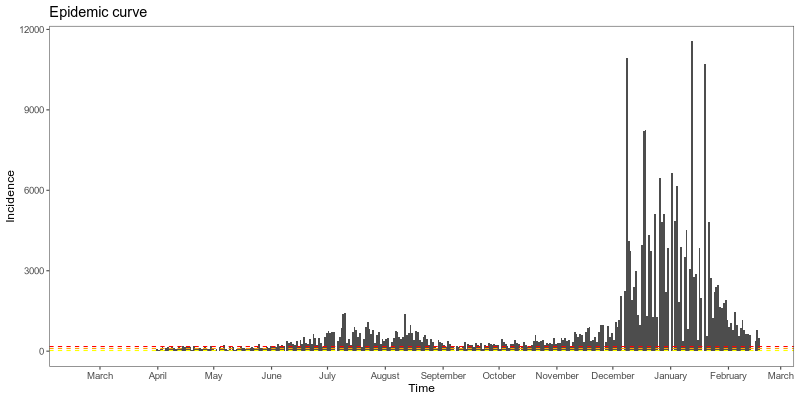 Epidemic curve
12000
9000
6000
3000
0
Incidence
March April May June July August September October November December January February March
Time